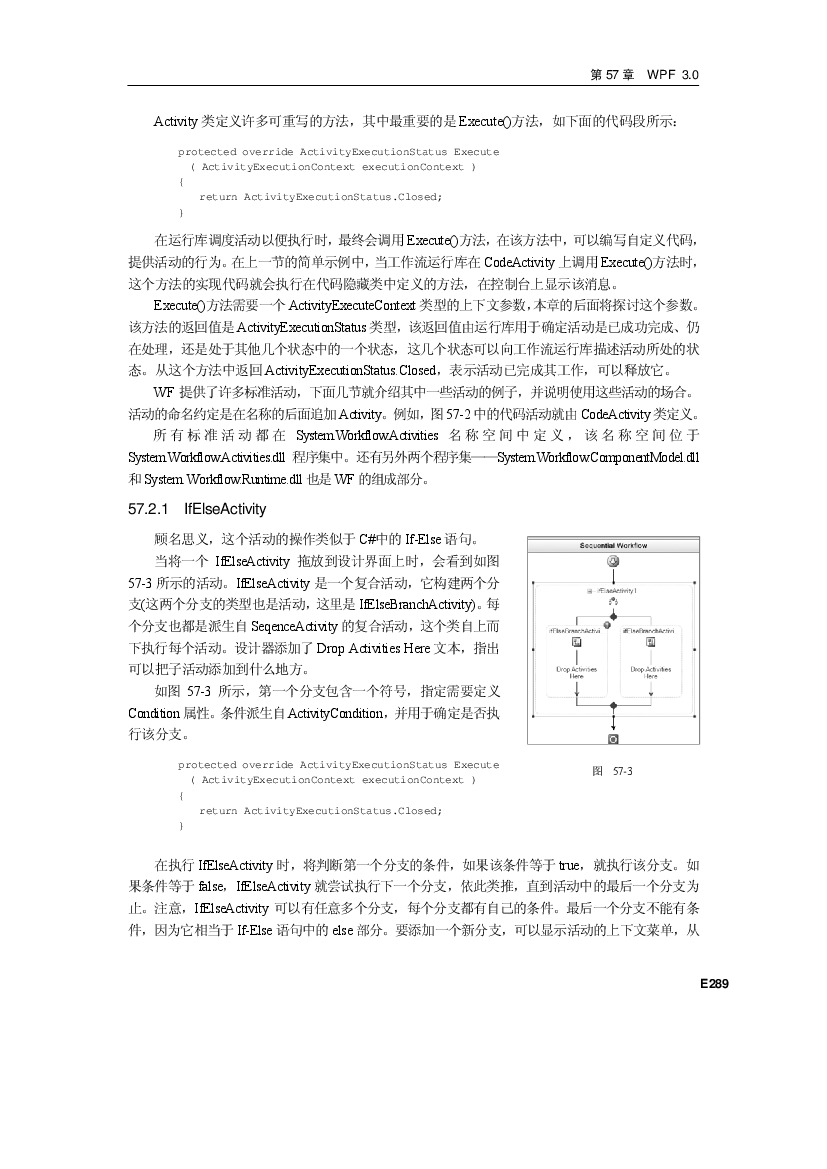 第 57 章 WPF 3.0
Activity 类定义许多可重写的方法，其中最重要的是 Execute()方法，如下面的代码段所示：
protected override ActivityExecutionStatus Execute
( ActivityExecutionContext executionContext )
{
return ActivityExecutionStatus.Closed;
}
在运行库调度活动以便执行时，最终会调用 Execute()方法，在该方法中，可以编写自定义代码，
提供活动的行为。在上一节的简单示例中，当工作流运行库在 CodeActivity 上调用 Execute()方法时，
这个方法的实现代码就会执行在代码隐藏类中定义的方法，在控制台上显示该消息。
Execute()方法需要一个 ActivityExecuteContext 类型的上下文参数，本章的后面将探讨这个参数。
该方法的返回值是 ActivityExecutionStatus 类型，该返回值由运行库用于确定活动是已成功完成、仍
在处理，还是处于其他几个状态中的一个状态，这几个状态可以向工作流运行库描述活动所处的状
态。从这个方法中返回 ActivityExecutionStatus.Closed，表示活动已完成其工作，可以释放它。
WF 提供了许多标准活动，下面几节就介绍其中一些活动的例子，并说明使用这些活动的场合。
活动的命名约定是在名称的后面追加 Activity。例如，图 57-2 中的代码活动就由 CodeActivity 类定义。
所有标准活动都在 System.Workflow.Activities 名称空间中定义，该名称空间位于
System.Workflow.Activities.dll 程序集中。还有另外两个程序集——System.Workflow.ComponentModel.dll
和 System. Workflow.Runtime.dll 也是 WF 的组成部分。
57.2.1 IfElseActivity
顾名思义，这个活动的操作类似于 C#中的 If-Else 语句。
当将一个 IfElseActivity 拖放到设计界面上时，会看到如图
57-3 所示的活动。IfElseActivity 是一个复合活动，它构建两个分
支(这两个分支的类型也是活动，这里是 IfElseBranchActivity)。每
个分支也都是派生自 SeqenceActivity 的复合活动，这个类自上而
下执行每个活动。设计器添加了 Drop Activities Here 文本，指出
可以把子活动添加到什么地方。
如图 57-3 所示，第一个分支包含一个符号，指定需要定义
Condition 属性。条件派生自 ActivityCondition，并用于确定是否执
行该分支。
Sequential Workflow
ifElseActivity1
ifElseBranchActivi
ifElseBranchActivi
Drop Activities
Here
Drop Activities
Here
图 57-3
protected override ActivityExecutionStatus Execute
( ActivityExecutionContext executionContext )
{
return ActivityExecutionStatus.Closed;
}
在执行 IfElseActivity 时，将判断第一个分支的条件，如果该条件等于 true，就执行该分支。如
果条件等于 false，IfElseActivity 就尝试执行下一个分支，依此类推，直到活动中的最后一个分支为
止。注意，IfElseActivity 可以有任意多个分支，每个分支都有自己的条件。最后一个分支不能有条
件，因为它相当于 If-Else 语句中的 else 部分。要添加一个新分支，可以显示活动的上下文菜单，从
E289